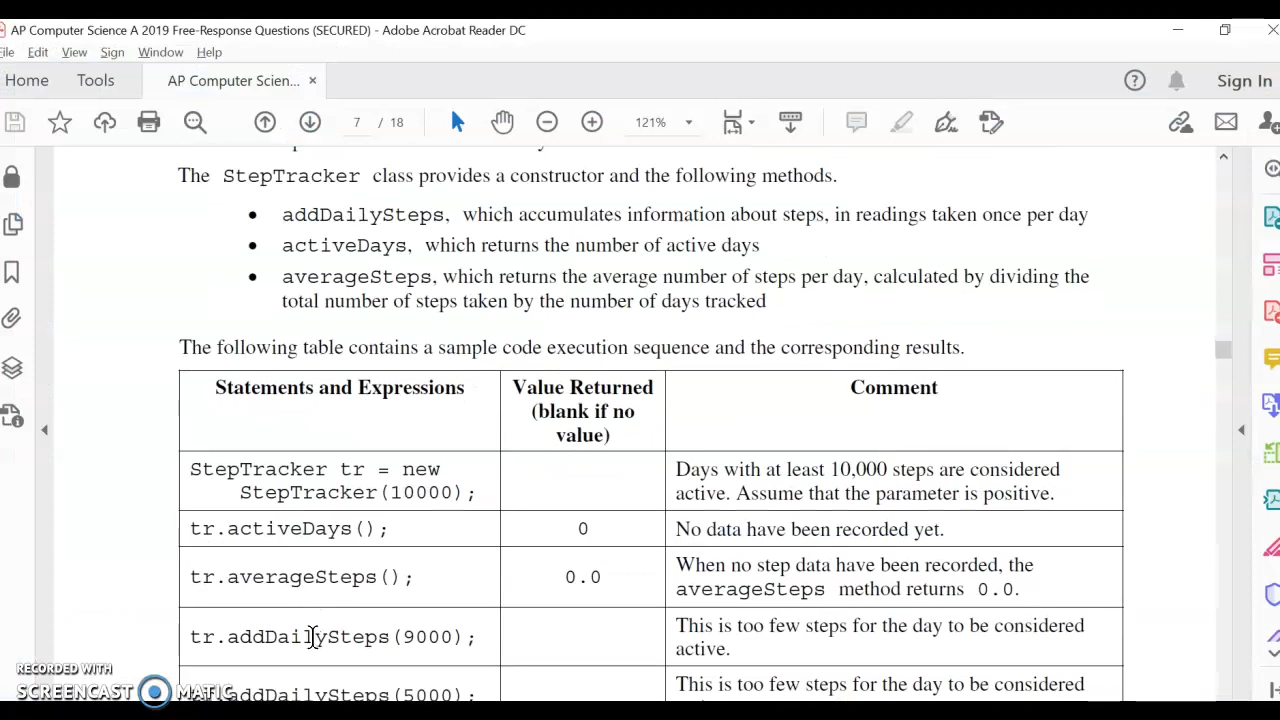 AP Computer Science A 2019 Free-Response Questions (SECURED) - Adobe Acrobat Reader DC
File Edit View Sign Window Help
Home Tools AP Computer Scien... × Sign In
7 / 18 121%
The StepTracker class provides a constructor and the following methods.
• addDailySteps, which accumulates information about steps, in readings taken once per day
• activeDays, which returns the number of active days
• averageSteps, which returns the average number of steps per day, calculated by dividing the
total number of steps taken by the number of days tracked
The following table contains a sample code execution sequence and the corresponding results.
Statements and Expressions Value Returned Comment
(blank if no
value)
StepTracker tr = new Days with at least 10,000 steps are considered
StepTracker(10000); active. Assume that the parameter is positive.
tr.activeDays(); 0 No data have been recorded yet.
tr.averageSteps(); 0.0 When no step data have been recorded, the
averageSteps method returns 0.0.
tr.addDailySteps(9000); This is too few steps for the day to be considered
active.
addDailySteps(5000); This is too few steps for the day to be considered
RECORDED WITH
SCREENCAST MATIC